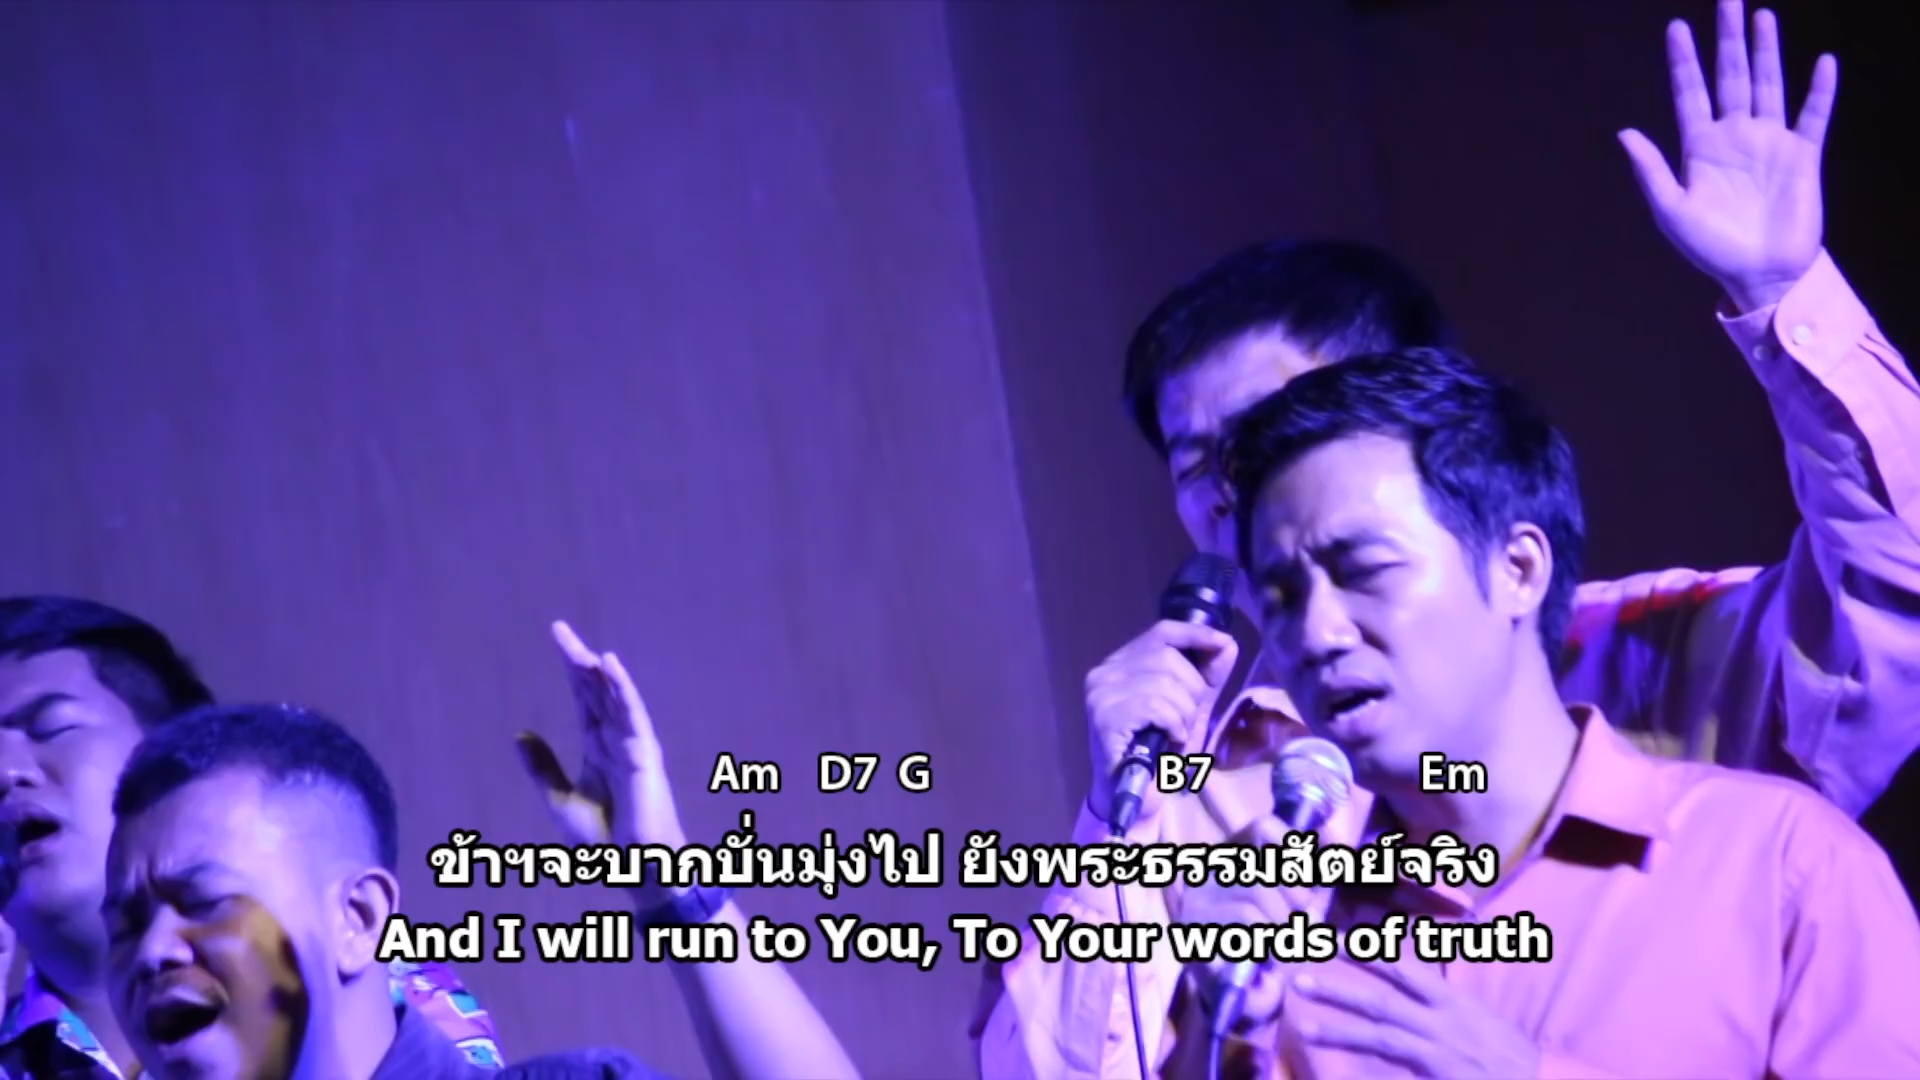 Am D7 G B7 Em
ข้าฯจะบากบั่นมุ่งไป ยังพระธรรมสัตย์จริง
And I will run to You, To Your words of truth